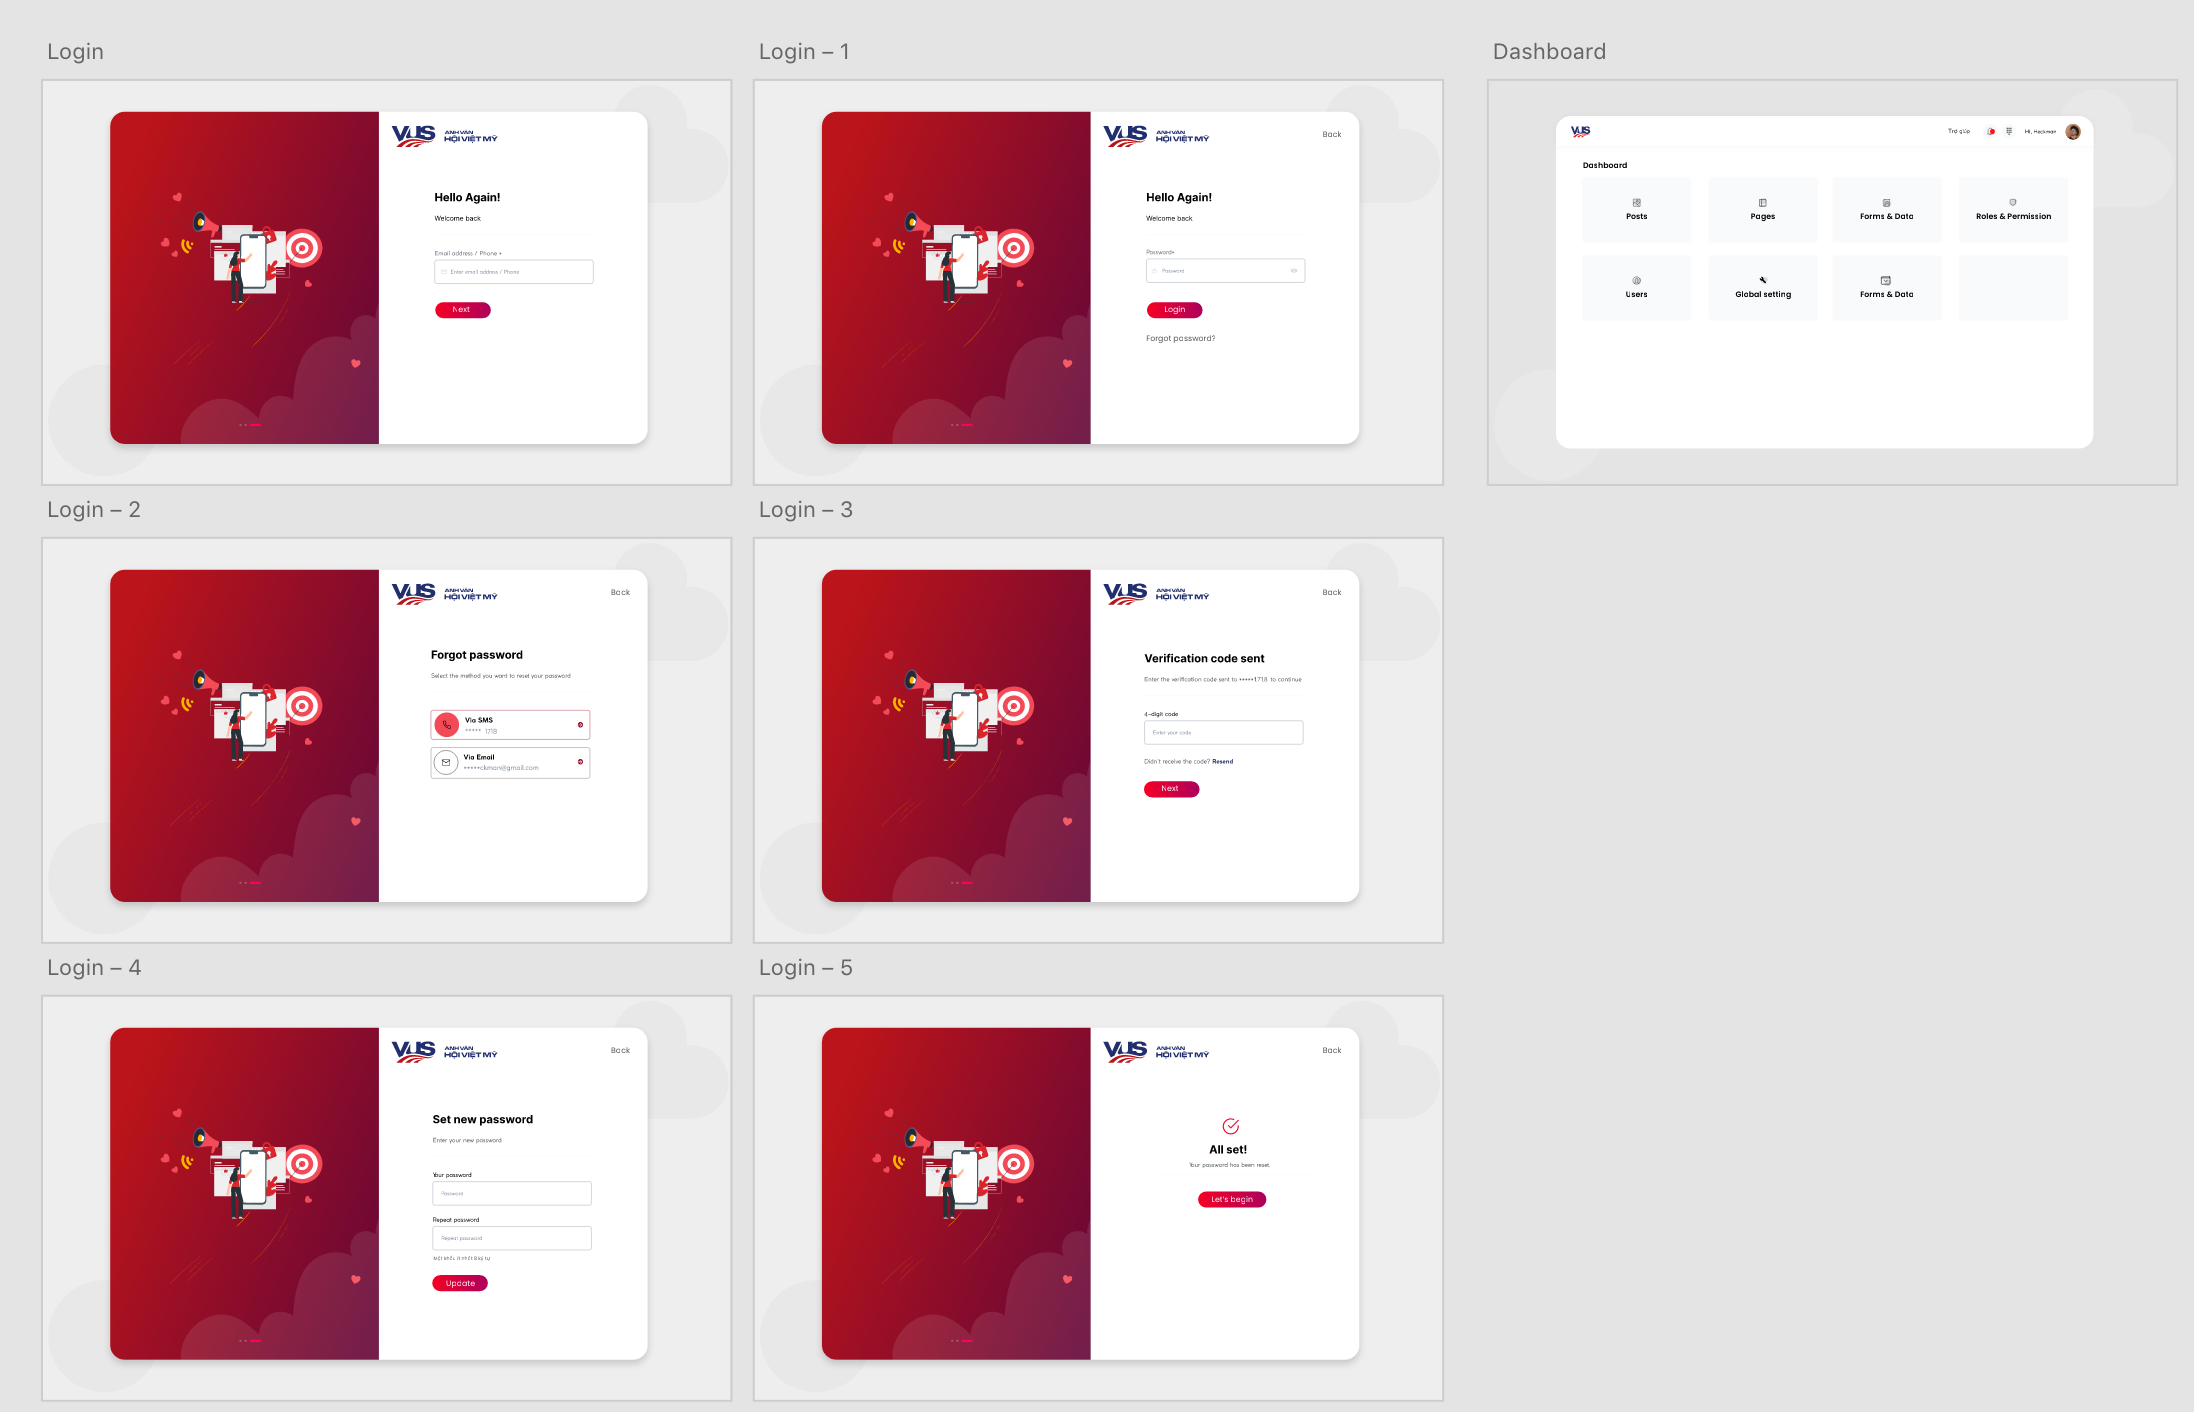 Login
VUS ANH VĂN
HỘI VIỆT MỸ
Hello Again!
Welcome back
Email address / Phone *
Enter email address / Phone
Next
Login – 1
VUS ANH VĂN
HỘI VIỆT MỸ
Back
Hello Again!
Welcome back
Password*
Password
Login
Forgot password?
Dashboard
VUS
Trợ giúp
Hi, Heckman
Dashboard
Posts
Pages
Forms & Data
Roles & Permission
Users
Global setting
Forms & Data
Login – 2
VUS ANH VĂN
HỘI VIỆT MỸ
Back
Forgot password
Select the method you want to reset your password
Via SMS
***** 1718
Via Email
*****ckman@gmail.com
Login – 3
VUS ANH VĂN
HỘI VIỆT MỸ
Back
Verification code sent
Enter the verification code sent to *****1718 to continue
4-digit code
Enter your code
Didn't receive the code? Resend
Next
Login – 4
VUS ANH VĂN
HỘI VIỆT MỸ
Back
Set new password
Enter your new password
Your password
Password
Repeat password
Repeat password
Mật khẩu ít nhất 8 ký tự
Update
Login – 5
VUS ANH VĂN
HỘI VIỆT MỸ
Back
All set!
Your password has been reset.
Let's begin